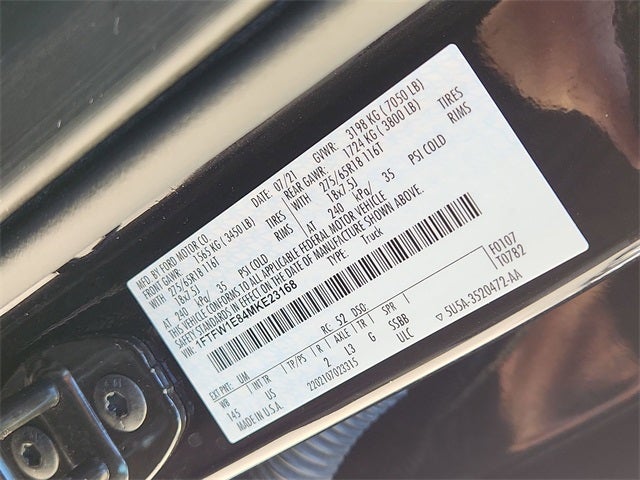 MFD. BY FORD MOTOR CO.
DATE: 07/21 GVWR: 3198 KG ( 7050 LB)
FRONT GAWR: 1565 KG ( 3450 LB) REAR GAWR: 1724 KG ( 3800 LB)
WITH 275/65R18 116T TIRES WITH 275/65R18 116T TIRES
18x7.5J RIMS 18x7.5J RIMS
AT 240 kPa/ 35 PSI COLD AT 240 kPa/ 35 PSI COLD
THIS VEHICLE CONFORMS TO ALL APPLICABLE FEDERAL MOTOR VEHICLE
SAFETY STANDARDS IN EFFECT ON THE DATE OF MANUFACTURE SHOWN ABOVE.
VIN: 1FTFW1E84MKE23168 TYPE: Truck
F0107
T0782
EXT PNT: UM RC: 52 DSO:
WB INT TR TP/PS R AXLE TR SPR
145 US 2 L3 G SSBB
MADE IN U.S.A. 220210702331S ULC 5U5A-3520472-AA